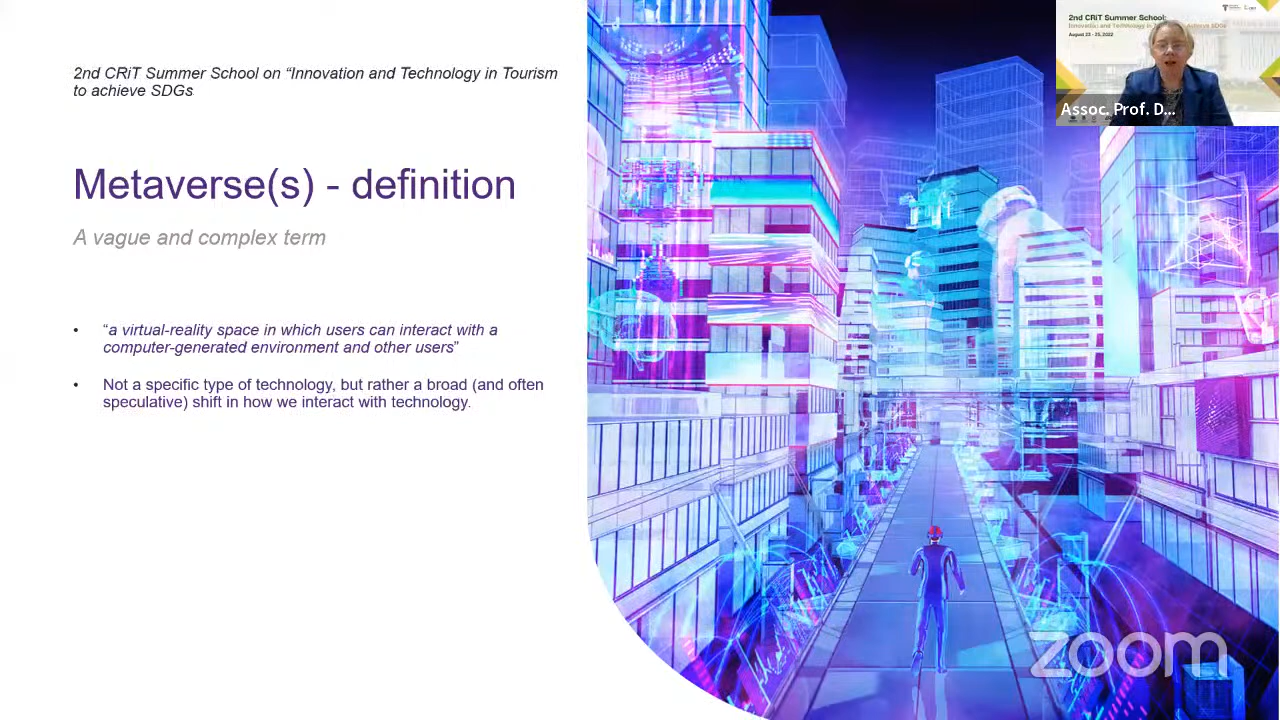 2nd CRiT Summer School on “Innovation and Technology in Tourism
to achieve SDGs
Metaverse(s) - definition
A vague and complex term
• “a virtual-reality space in which users can interact with a
computer-generated environment and other users”
• Not a specific type of technology, but rather a broad (and often
speculative) shift in how we interact with technology.
2nd CRiT Summer School:
Innovation and Technology in
Achieve SDGs
August 23 - 25, 2022
Assoc. Prof. D...
zoom